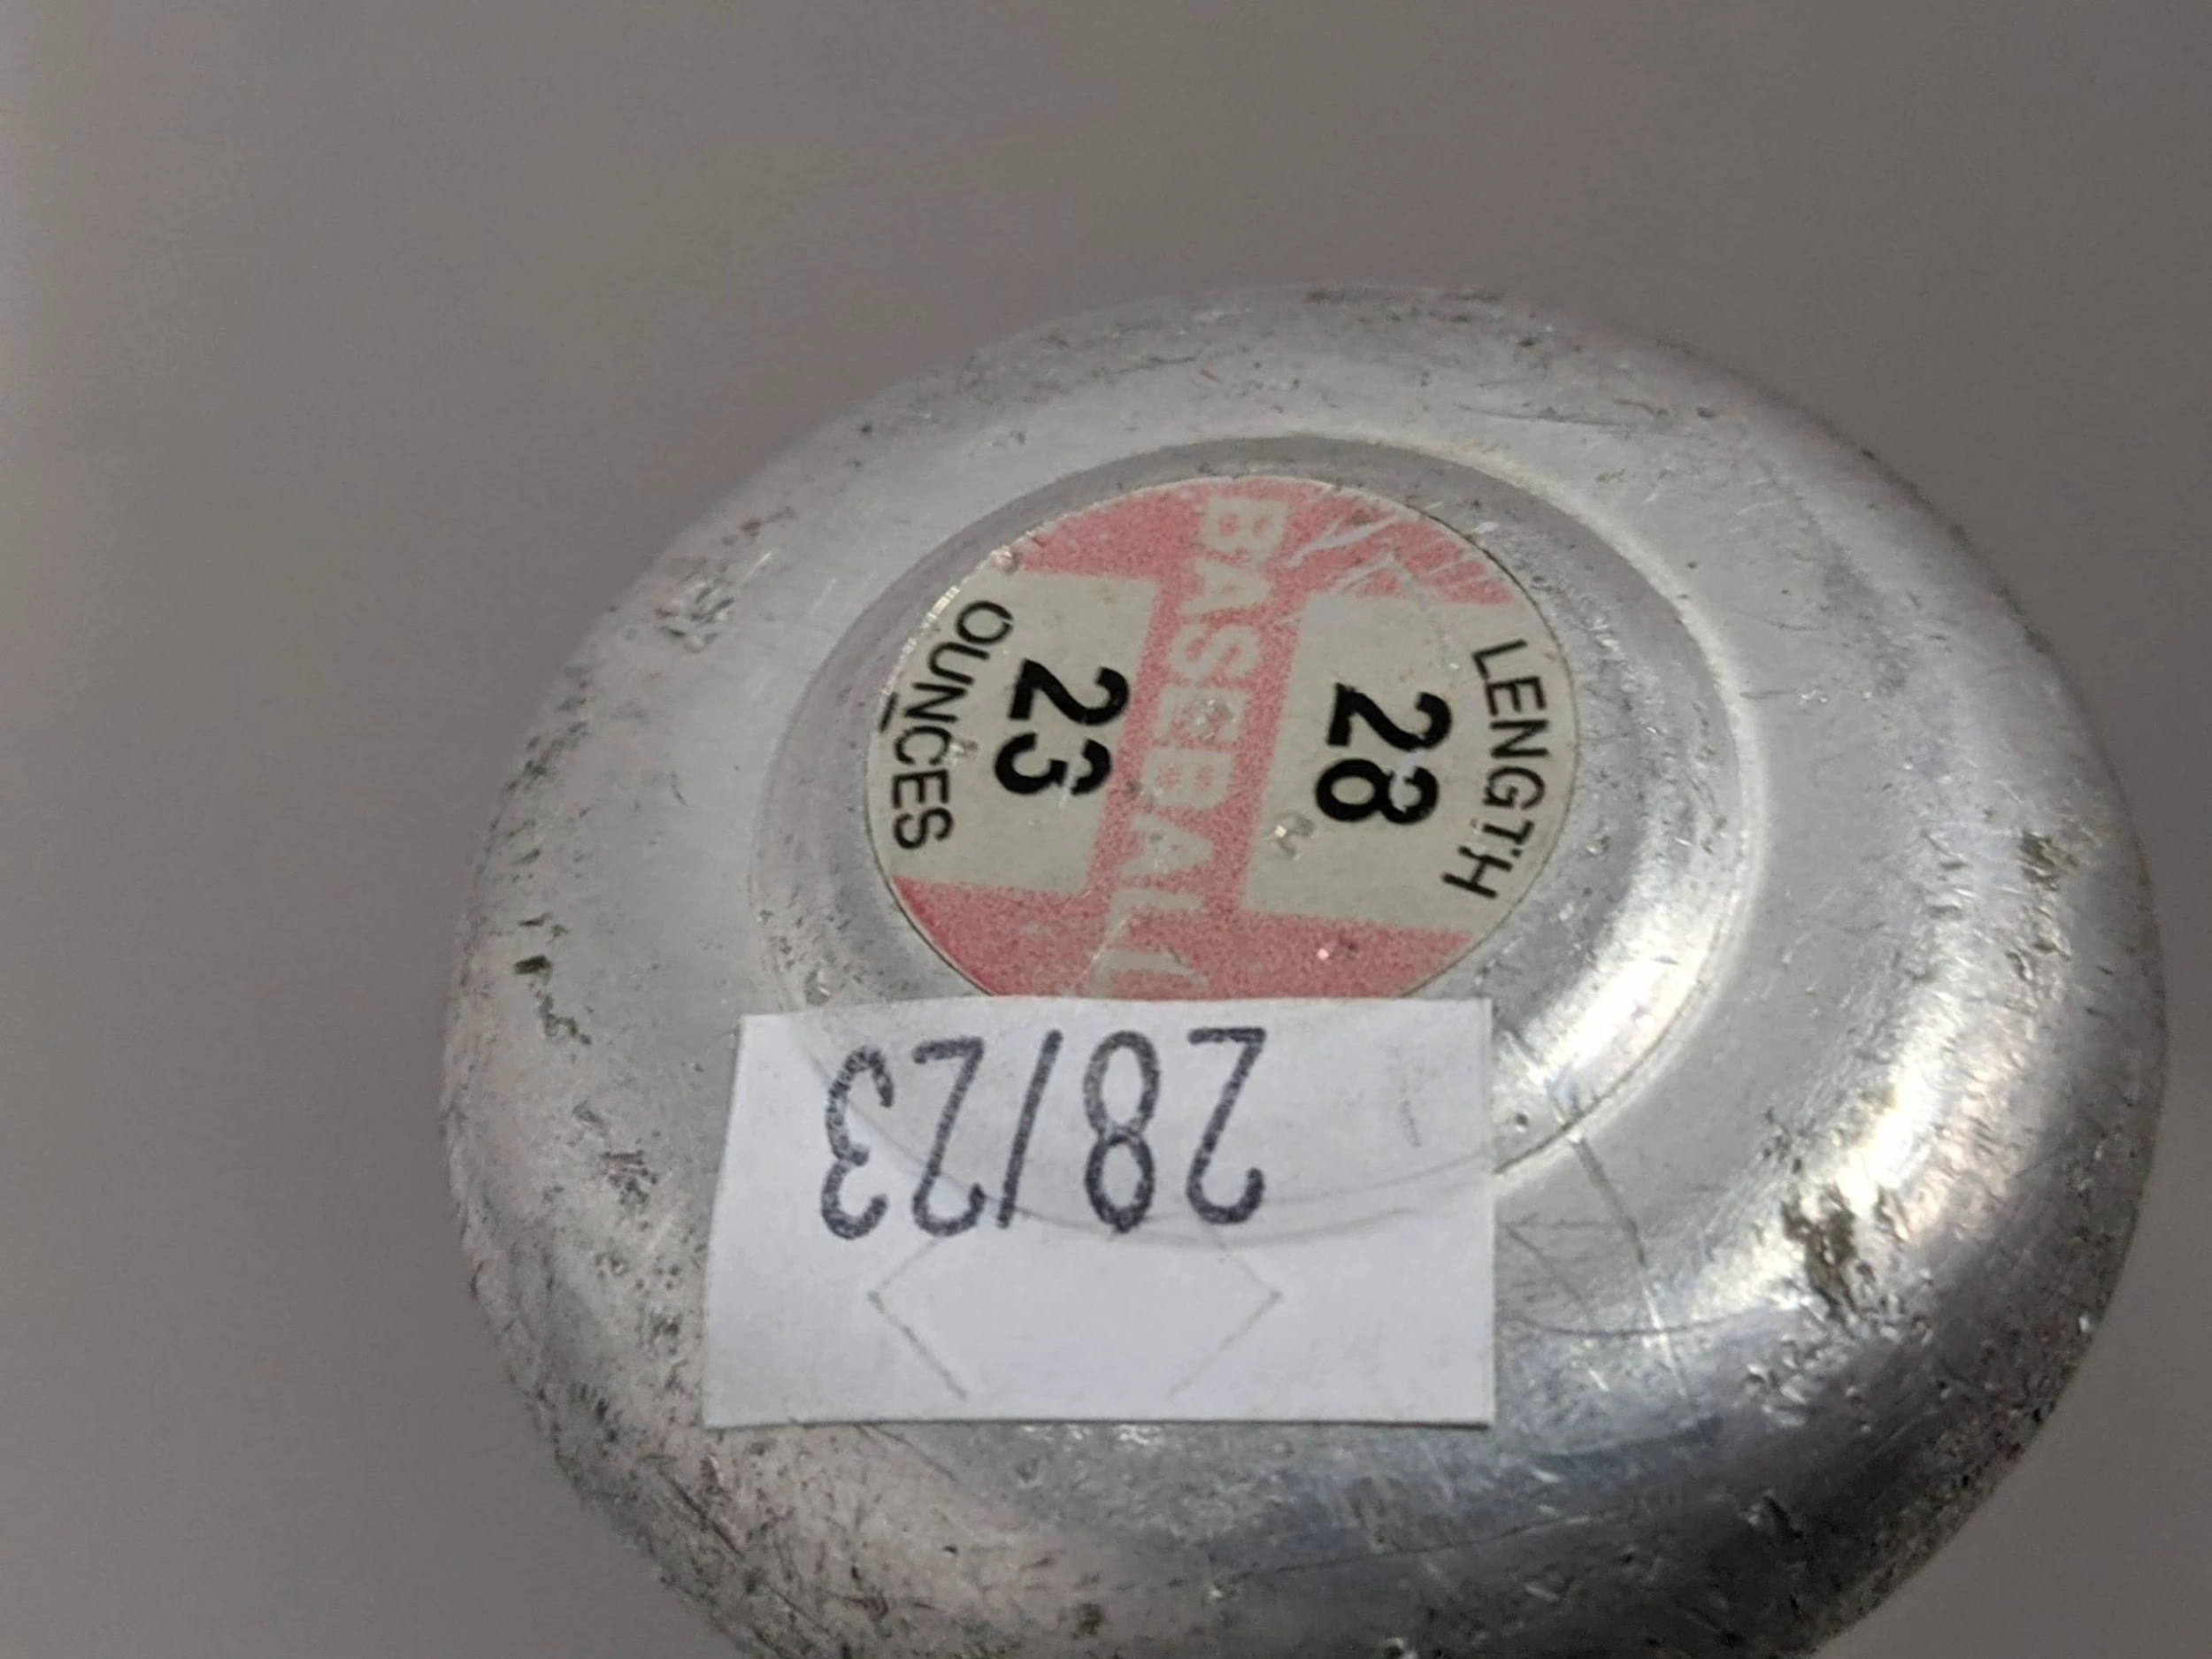 LENGTH
28
BASEBALL
23
OUNCES
28/23